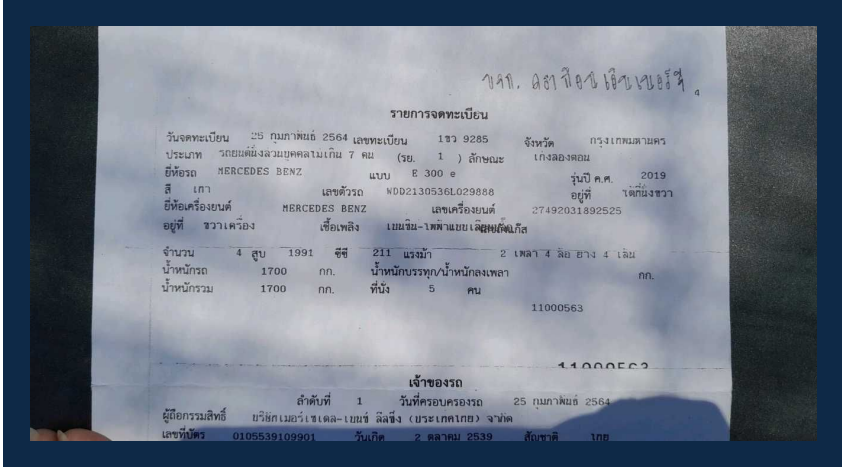 บจก. สถาปัตย์ เอ็นเนอร์ยี่
รายการจดทะเบียน
วันจดทะเบียน 25 กุมภาพันธ์ 2564 เลขทะเบียน 1ขว 9285 จังหวัด กรุงเทพมหานคร
ประเภท รถยนต์นั่งส่วนบุคคลไม่เกิน 7 คน (รย. 1 ) ลักษณะ เก๋งสองตอน
ยี่ห้อรถ MERCEDES BENZ แบบ E 300 e รุ่นปี ค.ศ. 2019
สี เทา เลขตัวรถ WDD2130536L029888 อยู่ที่ ใต้ที่นั่งขวา
ยี่ห้อเครื่องยนต์ MERCEDES BENZ เลขเครื่องยนต์ 27492031892525
อยู่ที่ ขวาเครื่อง เชื้อเพลิง เบนซิน-ไฟฟ้าแบบเสียบปลั๊ก
จำนวน 4 สูบ 1991 ซีซี 211 แรงม้า 2 เพลา 4 ล้อ ยาง 4 เส้น
น้ำหนักรถ 1700 กก. น้ำหนักบรรทุก/น้ำหนักลงเพลา กก.
น้ำหนักรวม 1700 กก. ที่นั่ง 5 คน
11000563
11000563
เจ้าของรถ
ลำดับที่ 1 วันที่ครอบครองรถ 25 กุมภาพันธ์ 2564
ผู้ถือกรรมสิทธิ์ บริษัทเมอร์เซเดส-เบนซ์ ลีสซิ่ง (ประเทศไทย) จำกัด
เลขที่บัตร 0105539109901 วันเกิด 2 ตุลาคม 2539 สัญชาติ ไทย